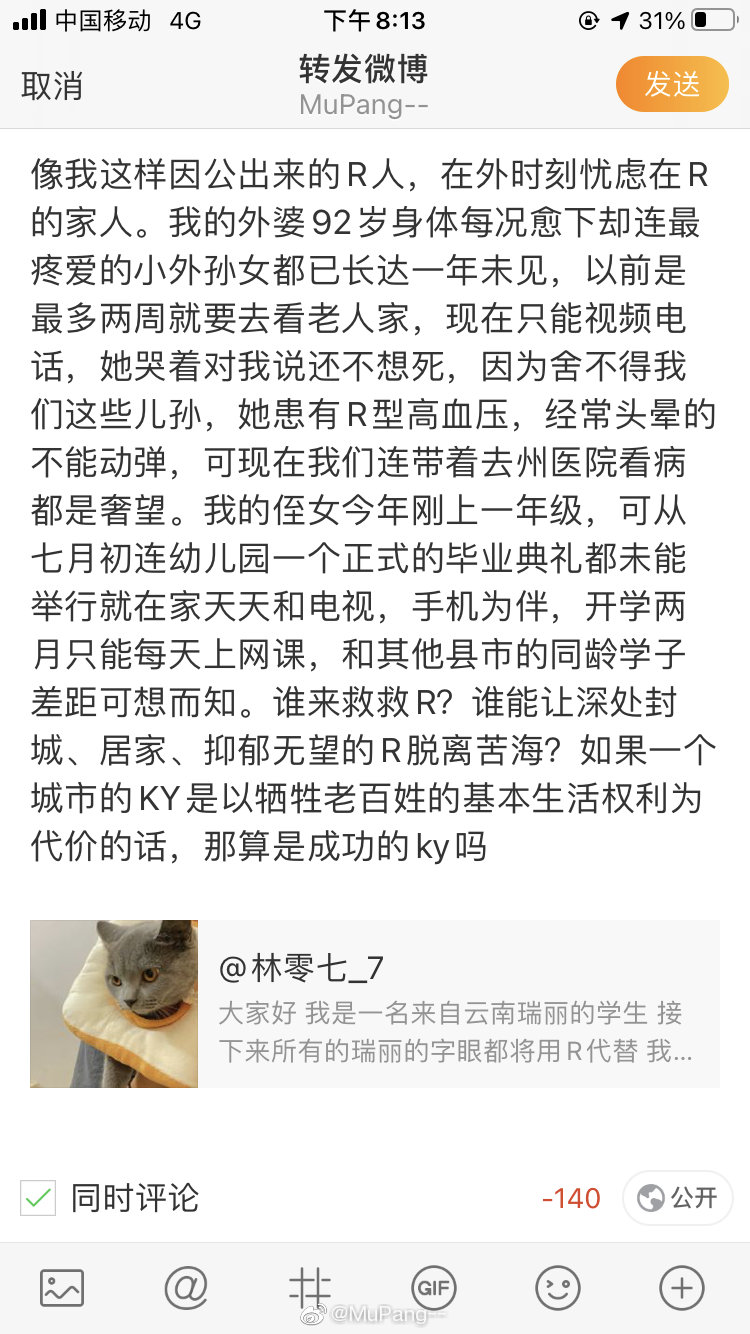 中国移动 4G 下午8:13 31%
取消 转发微博 发送
MuPang--
像我这样因公出来的R人，在外时刻忧虑在R
的家人。我的外婆92岁身体每况愈下却连最
疼爱的小外孙女都已长达一年未见，以前是
最多两周就要去看老人家，现在只能视频电
话，她哭着对我说还不想死，因为舍不得我
们这些儿孙，她患有R型高血压，经常头晕的
不能动弹，可现在我们连带着去州医院看病
都是奢望。我的侄女今年刚上一年级，可从
七月初连幼儿园一个正式的毕业典礼都未能
举行就在家天天和电视，手机为伴，开学两
月只能每天上网课，和其他县市的同龄学子
差距可想而知。谁来救救R？谁能让深处封
城、居家、抑郁无望的R脱离苦海？如果一个
城市的KY是以牺牲老百姓的基本生活权利为
代价的话，那算是成功的ky吗
@林零七_7
大家好 我是一名来自云南瑞丽的学生 接
下来所有的瑞丽的字眼都将用R代替 我...
同时评论 -140 公开
GIF
@MuPang--